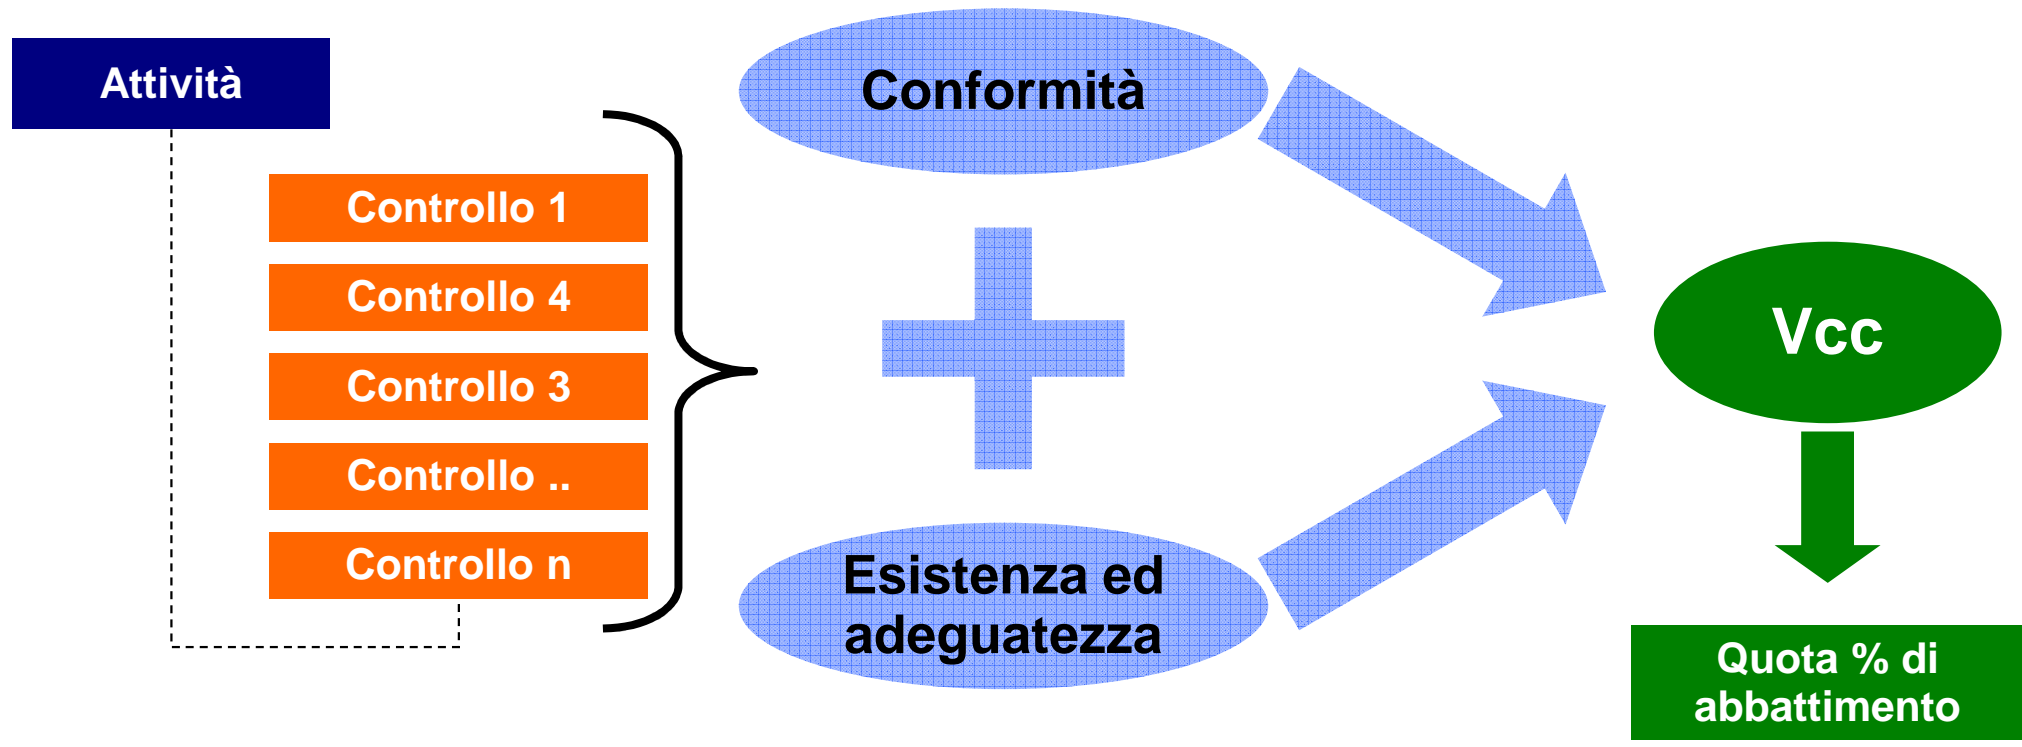 Attività
Controllo 1
Controllo 4
Controllo 3
Controllo ..
Controllo n
Conformità
Esistenza ed
adeguatezza
Vcc
Quota % di
abbattimento